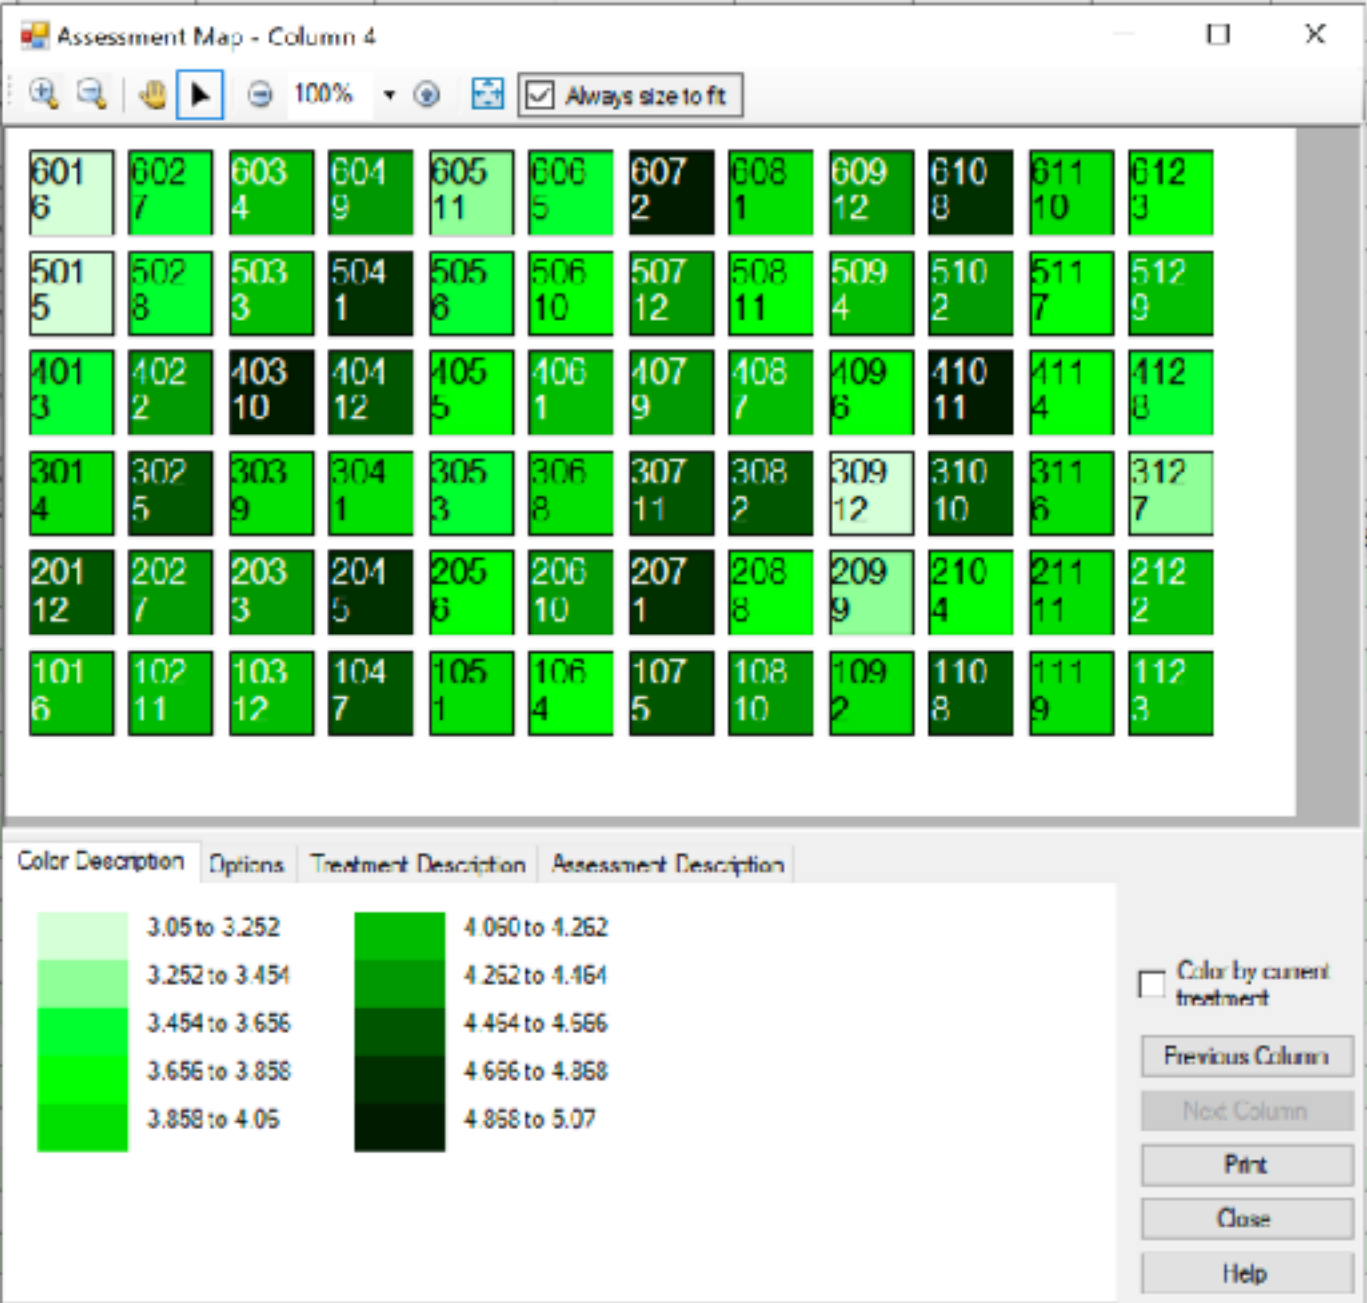 Assessment Map - Column 4
100% Always size to fit
601 602 603 604 605 606 607 608 609 610 611 612
6 7 4 9 11 5 2 1 12 8 10 3
501 502 503 504 505 506 507 508 509 510 511 512
5 8 3 1 6 10 12 11 4 2 7 9
401 402 403 404 405 406 407 408 409 410 411 412
3 2 10 12 5 1 9 7 6 11 4 8
301 302 303 304 305 306 307 308 309 310 311 312
4 5 9 1 3 8 11 2 12 10 6 7
201 202 203 204 205 206 207 208 209 210 211 212
12 7 3 5 6 10 1 8 9 4 11 2
101 102 103 104 105 106 107 108 109 110 111 112
6 11 12 7 1 4 5 10 2 8 9 3
Color Description Options Treatment Description Assessment Description
3.05 to 3.252 4.060 to 4.262
3.252 to 3.454 4.262 to 4.464
3.454 to 3.656 4.464 to 4.666
3.656 to 3.858 4.666 to 4.868
3.858 to 4.06 4.868 to 5.07
Color by current
treatment
Previous Column
Next Column
Print
Close
Help